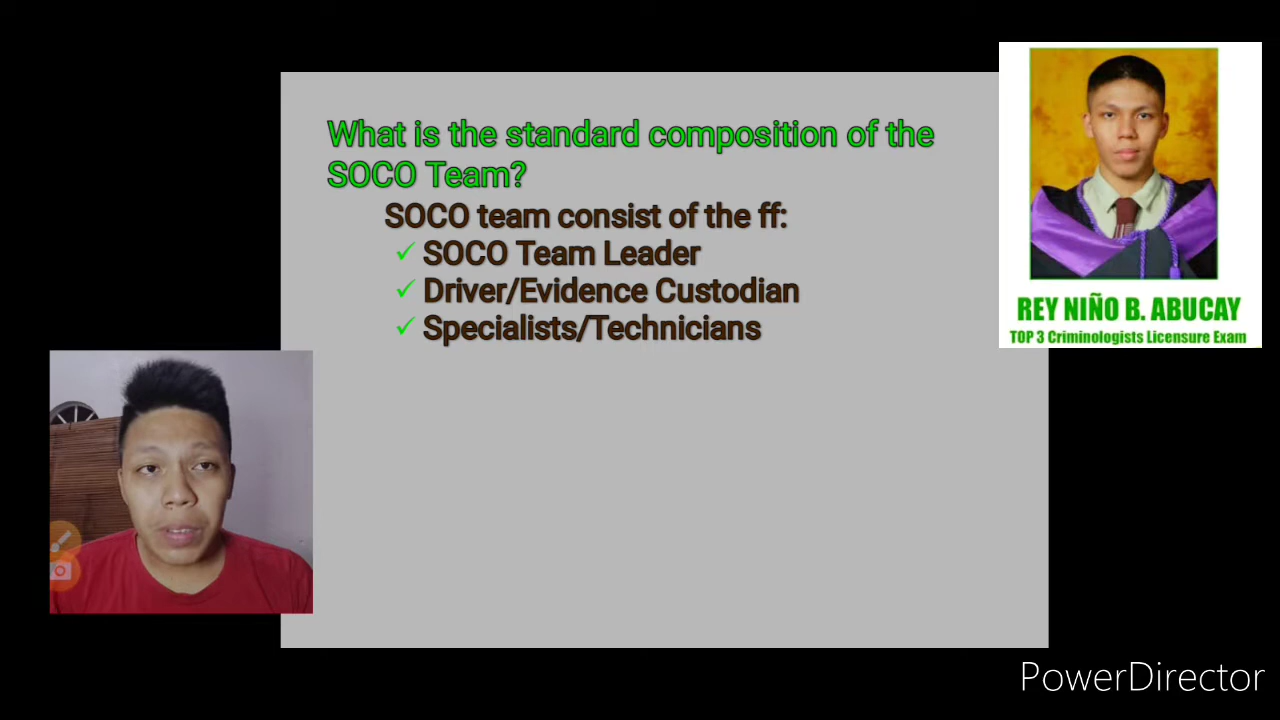 What is the standard composition of the
SOCO Team?
SOCO team consist of the ff:
SOCO Team Leader
Driver/Evidence Custodian
Specialists/Technicians
REY NIÑO B. ABUCAY
TOP 3 Criminologists Licensure Exam
PowerDirector